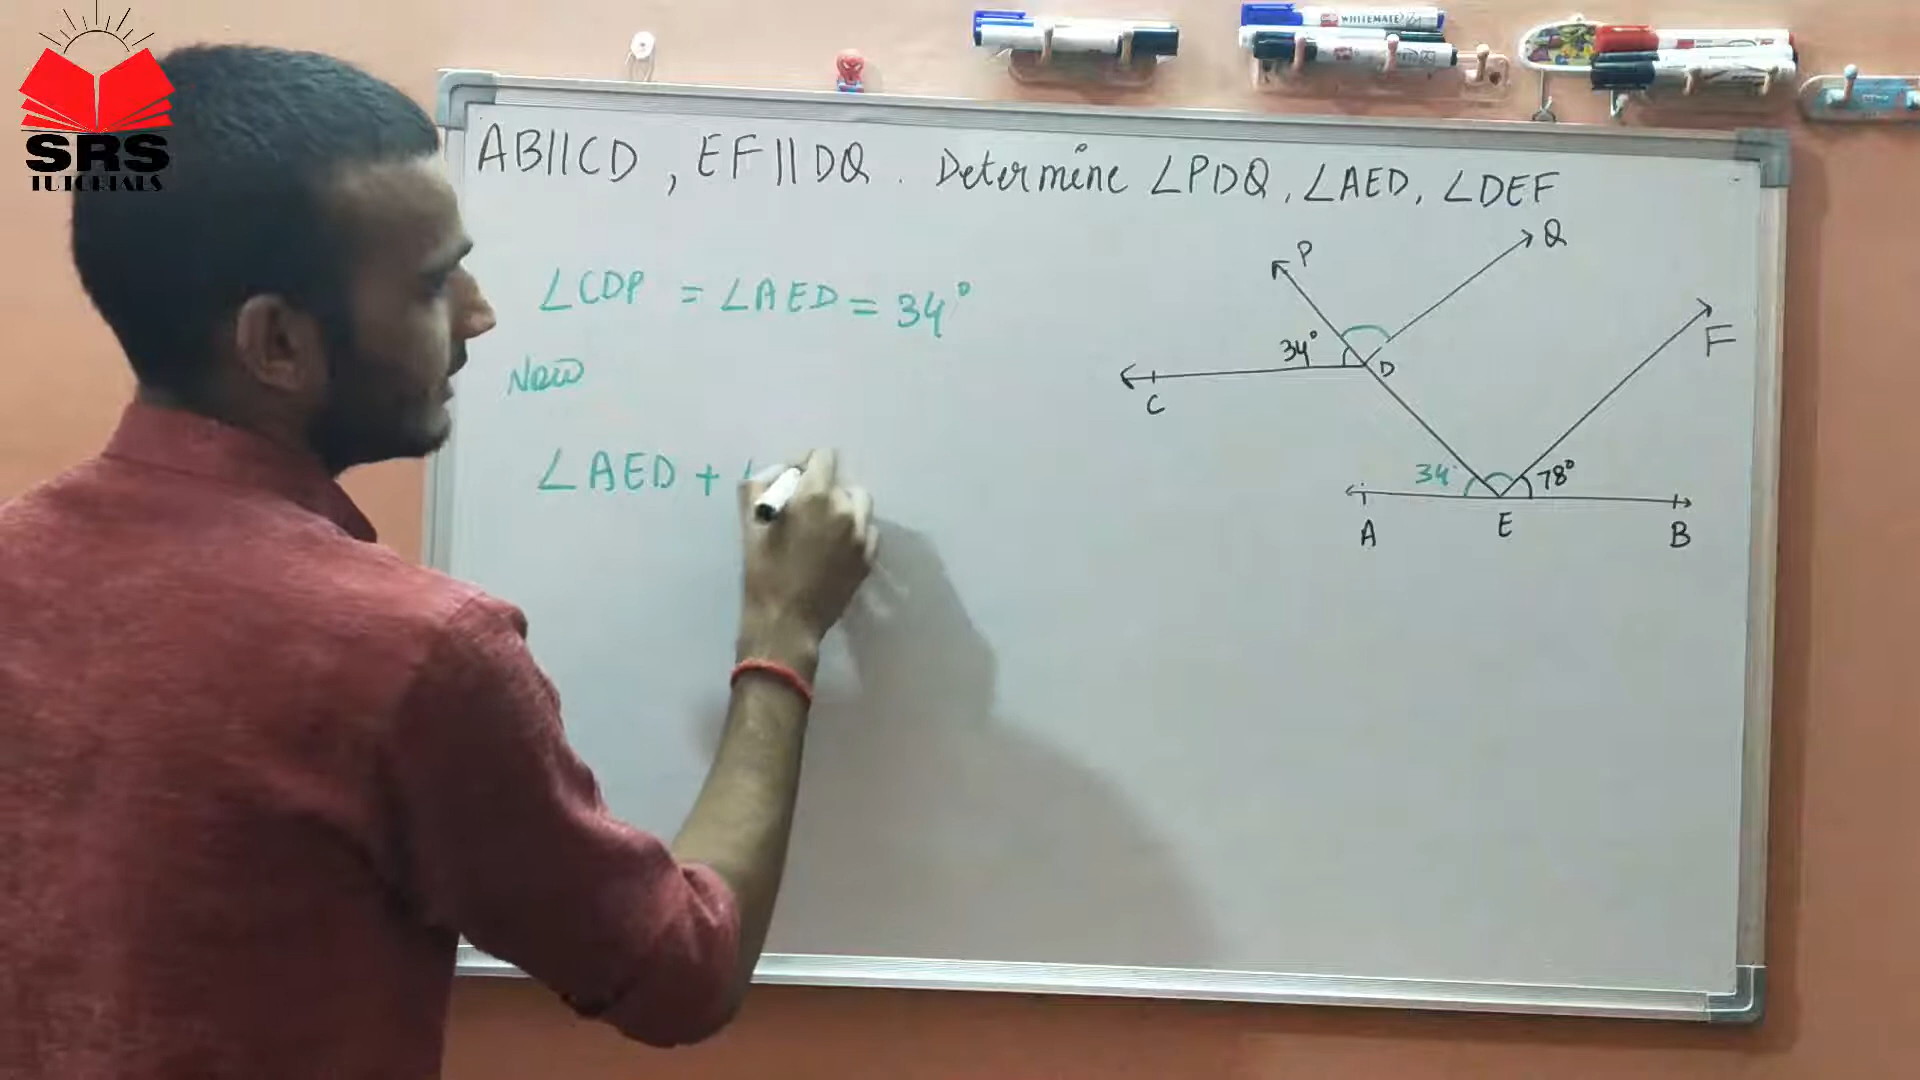 SRS
TUTORIALS
WHITEMATE
AB||CD , EF||DQ . Determine ∠PDQ, ∠AED, ∠DEF
∠CDP = ∠AED = 34°
Now
∠AED + ∠
P
Q
34°
D
F
C
34
78°
A
E
B